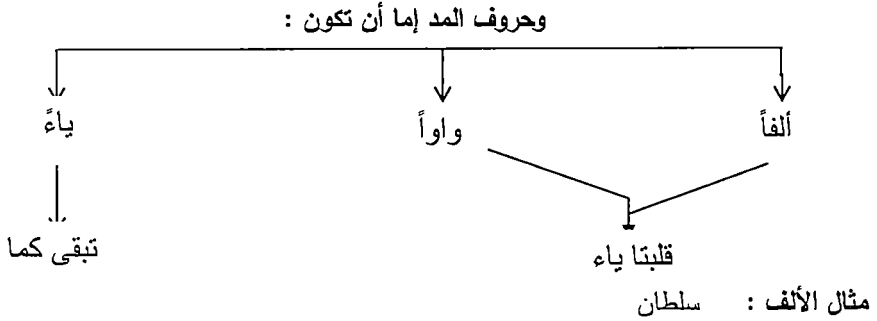 وحروف المد إما أن تكون :
ألفاً واواً ياءً
قلبتا ياء تبقى كما
مثال الألف : سلطان